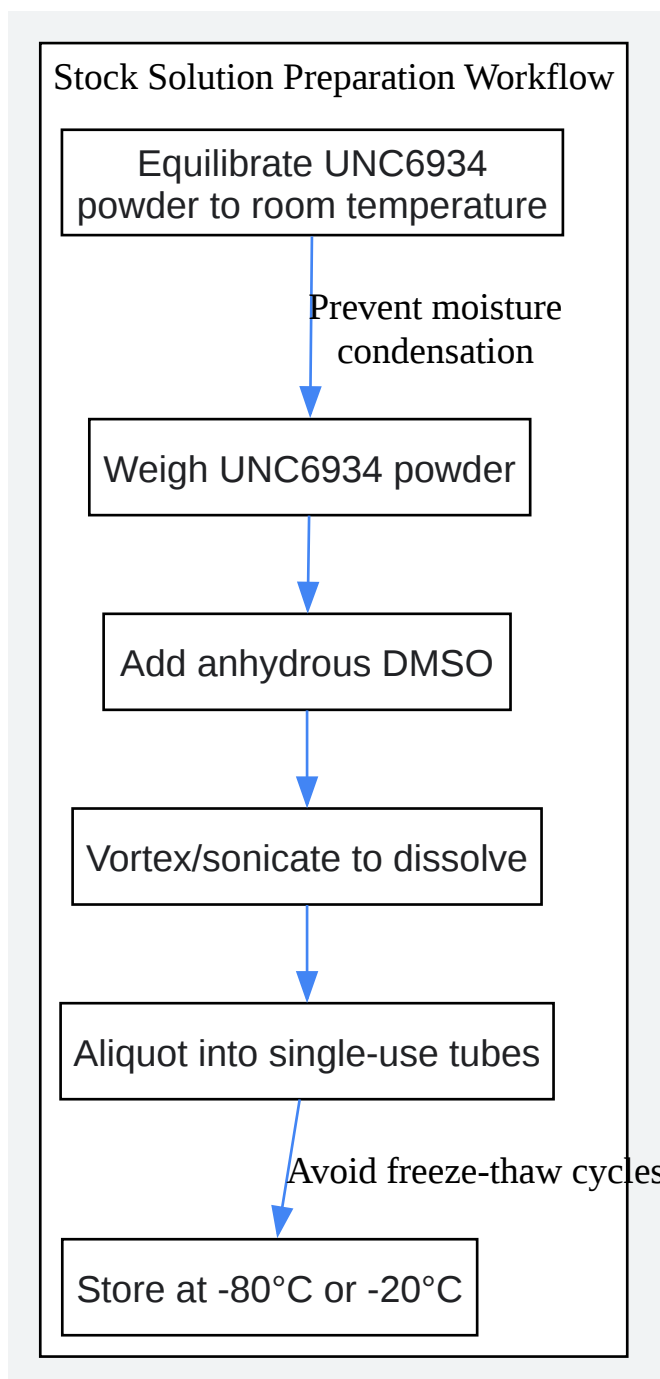 Stock Solution Preparation Workflow
Equilibrate UNC6934
powder to room temperature
Prevent moisture
condensation
Weigh UNC6934 powder
Add anhydrous DMSO
Vortex/sonicate to dissolve
Aliquot into single-use tubes
Avoid freeze-thaw cycles
Store at -80°C or -20°C